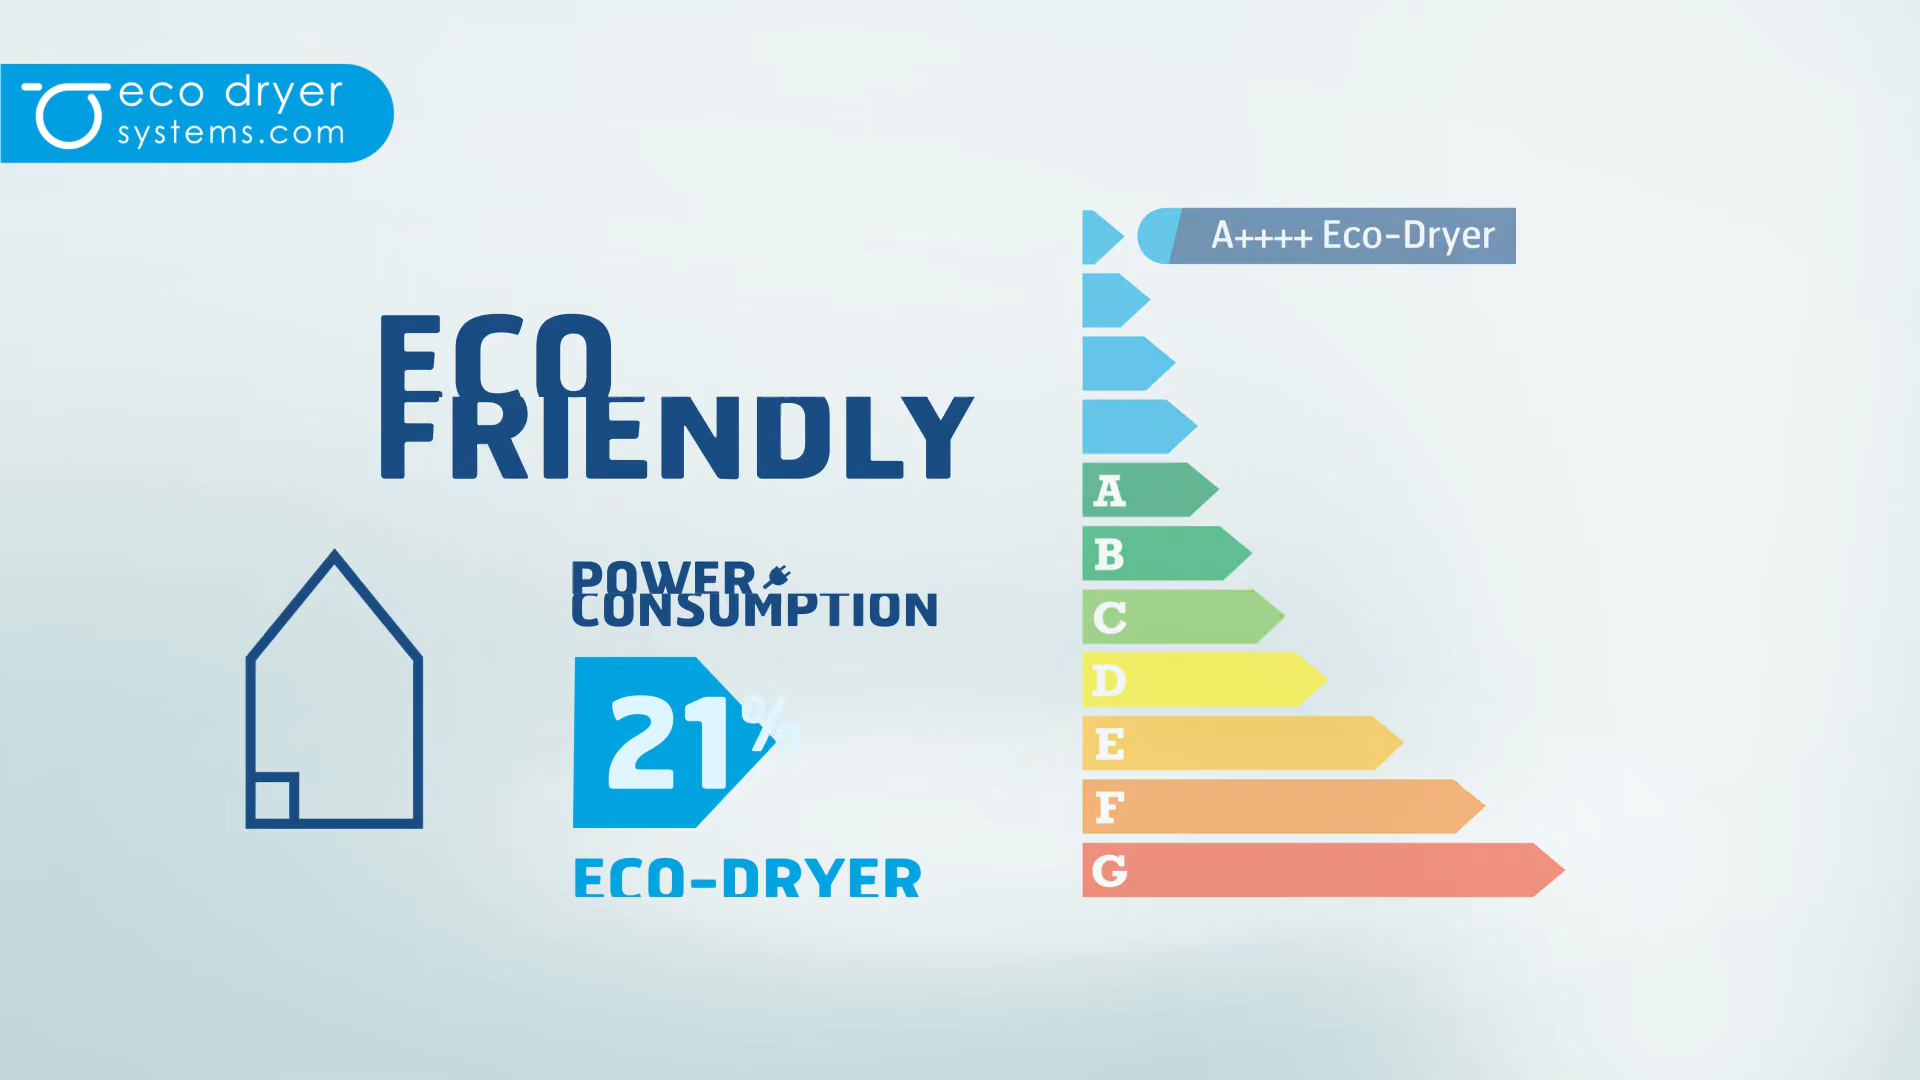 eco dryer
systems.com
ECO
FRIENDLY
POWER
CONSUMPTION
21%
ECO-DRYER
A++++ Eco-Dryer
A
B
C
D
E
F
G